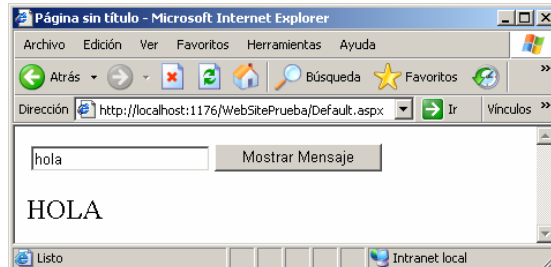 Página sin título - Microsoft Internet Explorer
Archivo Edición Ver Favoritos Herramientas Ayuda
Atrás Búsqueda Favoritos »
Dirección http://localhost:1176/WebSitePrueba/Default.aspx Ir Vínculos »
hola Mostrar Mensaje
HOLA
Listo Intranet local